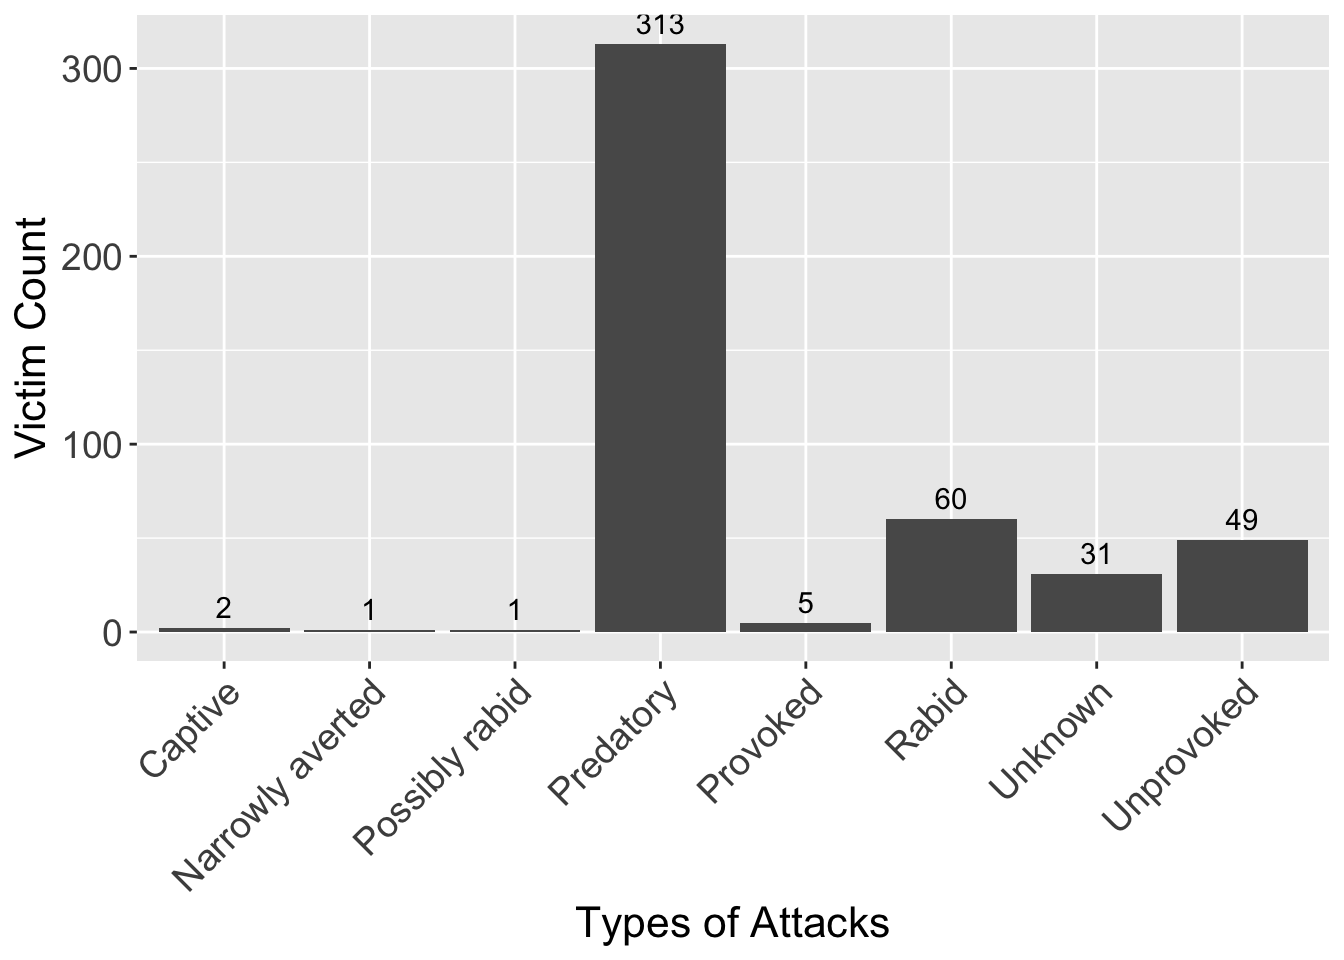 313
300
200
100
0
Victim Count
2
1
1
5
60
31
49
Captive
Narrowly averted
Possibly rabid
Predatory
Provoked
Rabid
Unknown
Unprovoked
Types of Attacks